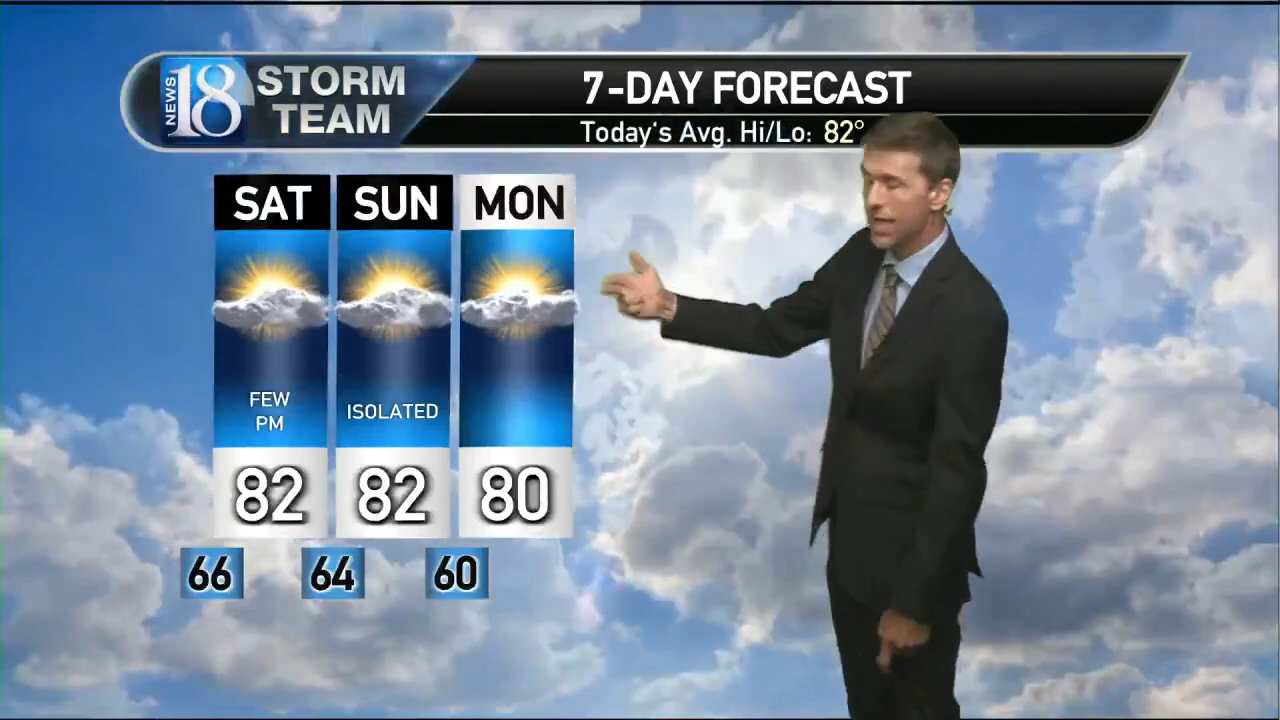 NEWS 18 STORM TEAM
7-DAY FORECAST
Today's Avg. Hi/Lo: 82°
SAT SUN MON
FEW PM
ISOLATED
82 82 80
66 64 60